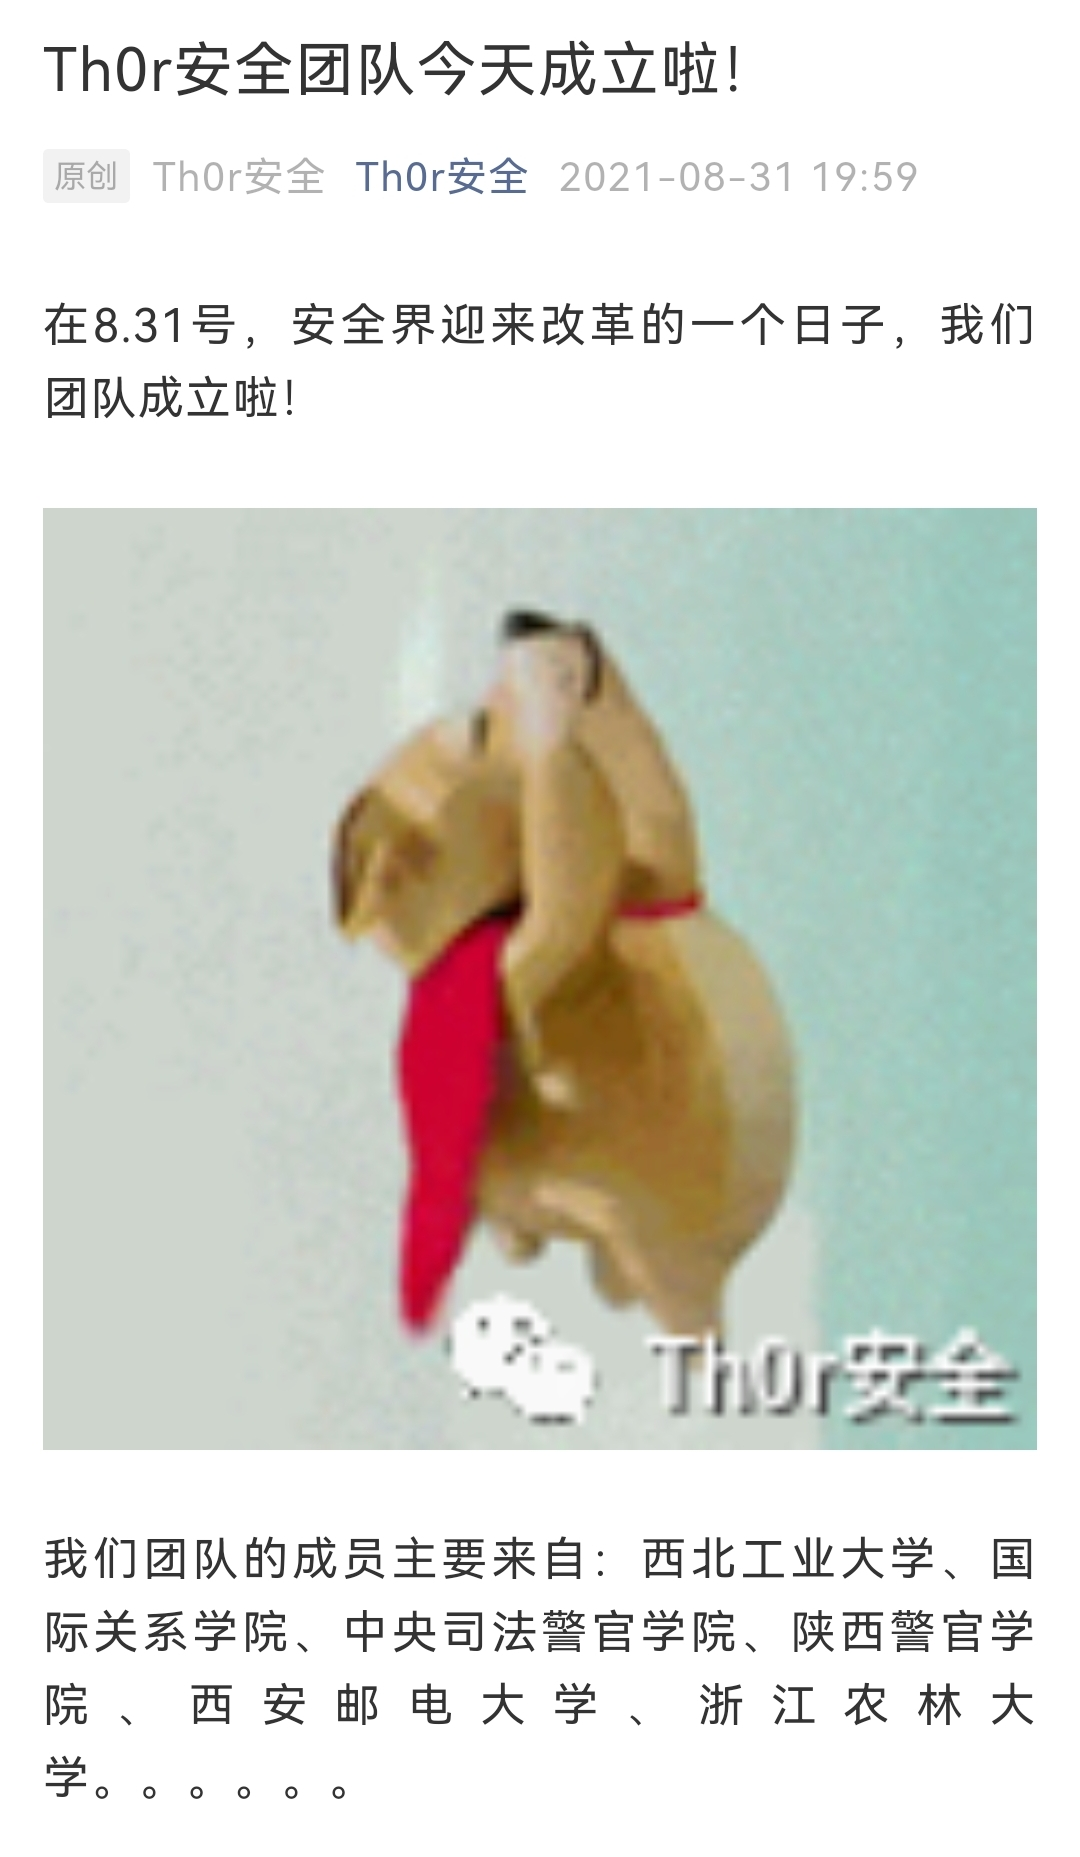 Th0r安全团队今天成立啦！
原创 Th0r安全 Th0r安全 2021-08-31 19:59
在8.31号，安全界迎来改革的一个日子，我们
团队成立啦！
Th0r安全
我们团队的成员主要来自：西北工业大学、国
际关系学院、中央司法警官学院、陕西警官学
院、西安邮电大学、浙江农林大
学。。。。。。